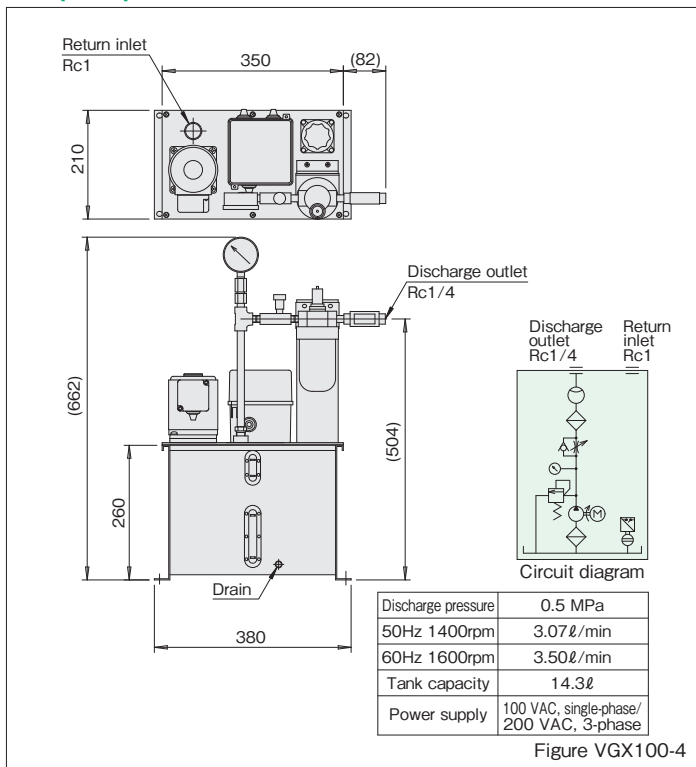 Return inlet
Rc1
350
(82)
210
Discharge outlet
Rc1/4
(662)
(504)
260
Drain
380
Discharge
outlet
Rc1/4
Return
inlet
Rc1
M
Circuit diagram
Discharge pressure 0.5 MPa
50Hz 1400rpm 3.07ℓ/min
60Hz 1600rpm 3.50ℓ/min
Tank capacity 14.3ℓ
Power supply 100 VAC, single-phase/
200 VAC, 3-phase
Figure VGX100-4